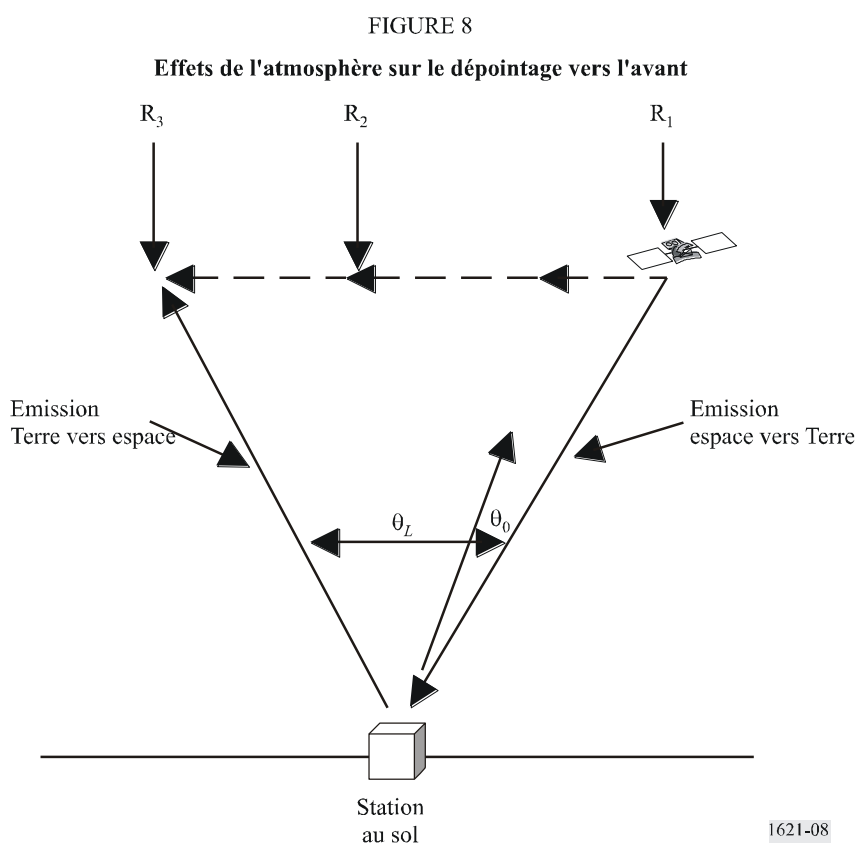 FIGURE 8
Effets de l'atmosphère sur le dépointage vers l'avant
R3
R2
R1
Emission
Terre vers espace
Emission
espace vers Terre
θL
θ0
Station
au sol
1621-08